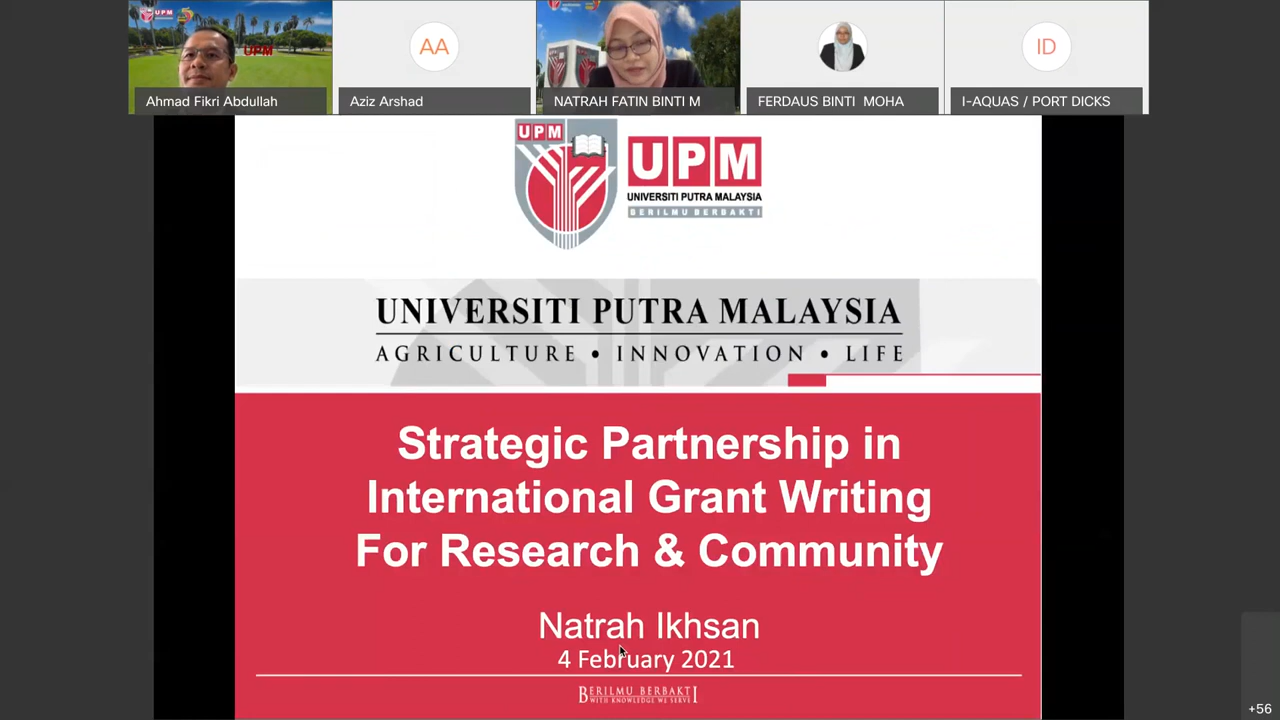 UPM
AA
ID
Ahmad Fikri Abdullah
Aziz Arshad
NATRAH FATIN BINTI M
FERDAUS BINTI MOHA
I-AQUAS / PORT DICKS
UPM
UPM
UNIVERSITI PUTRA MALAYSIA
BERILMU BERBAKTI
UNIVERSITI PUTRA MALAYSIA
AGRICULTURE • INNOVATION • LIFE
Strategic Partnership in
International Grant Writing
For Research & Community
Natrah Ikhsan
4 February 2021
BERILMU BERBAKTI
WITH KNOWLEDGE WE SERVE
+56